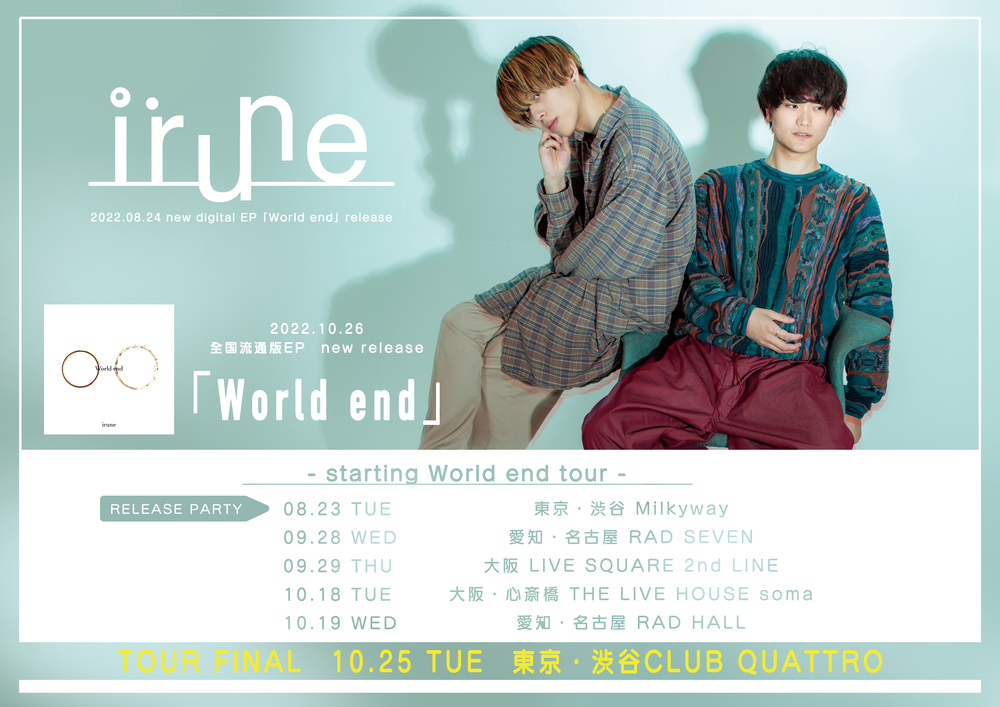 irune
2022.08.24 new digital EP「World end」release
2022.10.26
全国流通版EP new release
「World end」
World end
irune
- starting World end tour -
RELEASE PARTY 08.23 TUE 東京・渋谷 Milkyway
09.28 WED 愛知・名古屋 RAD SEVEN
09.29 THU 大阪 LIVE SQUARE 2nd LINE
10.18 TUE 大阪・心斎橋 THE LIVE HOUSE soma
10.19 WED 愛知・名古屋 RAD HALL
TOUR FINAL 10.25 TUE 東京・渋谷CLUB QUATTRO